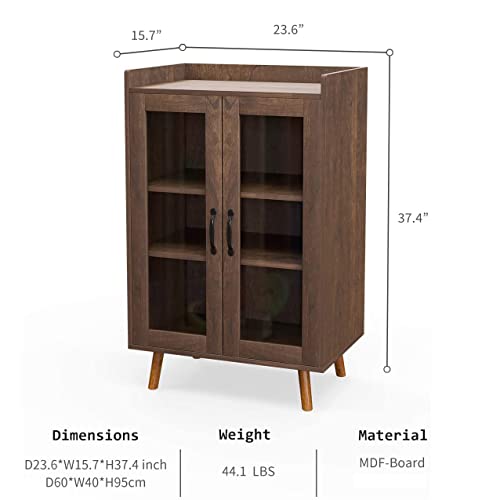 15.7”
23.6”
37.4”
Dimensions
Weight
Material
D23.6*W15.7*H37.4 inch
D60*W40*H95cm
44.1 LBS
MDF-Board